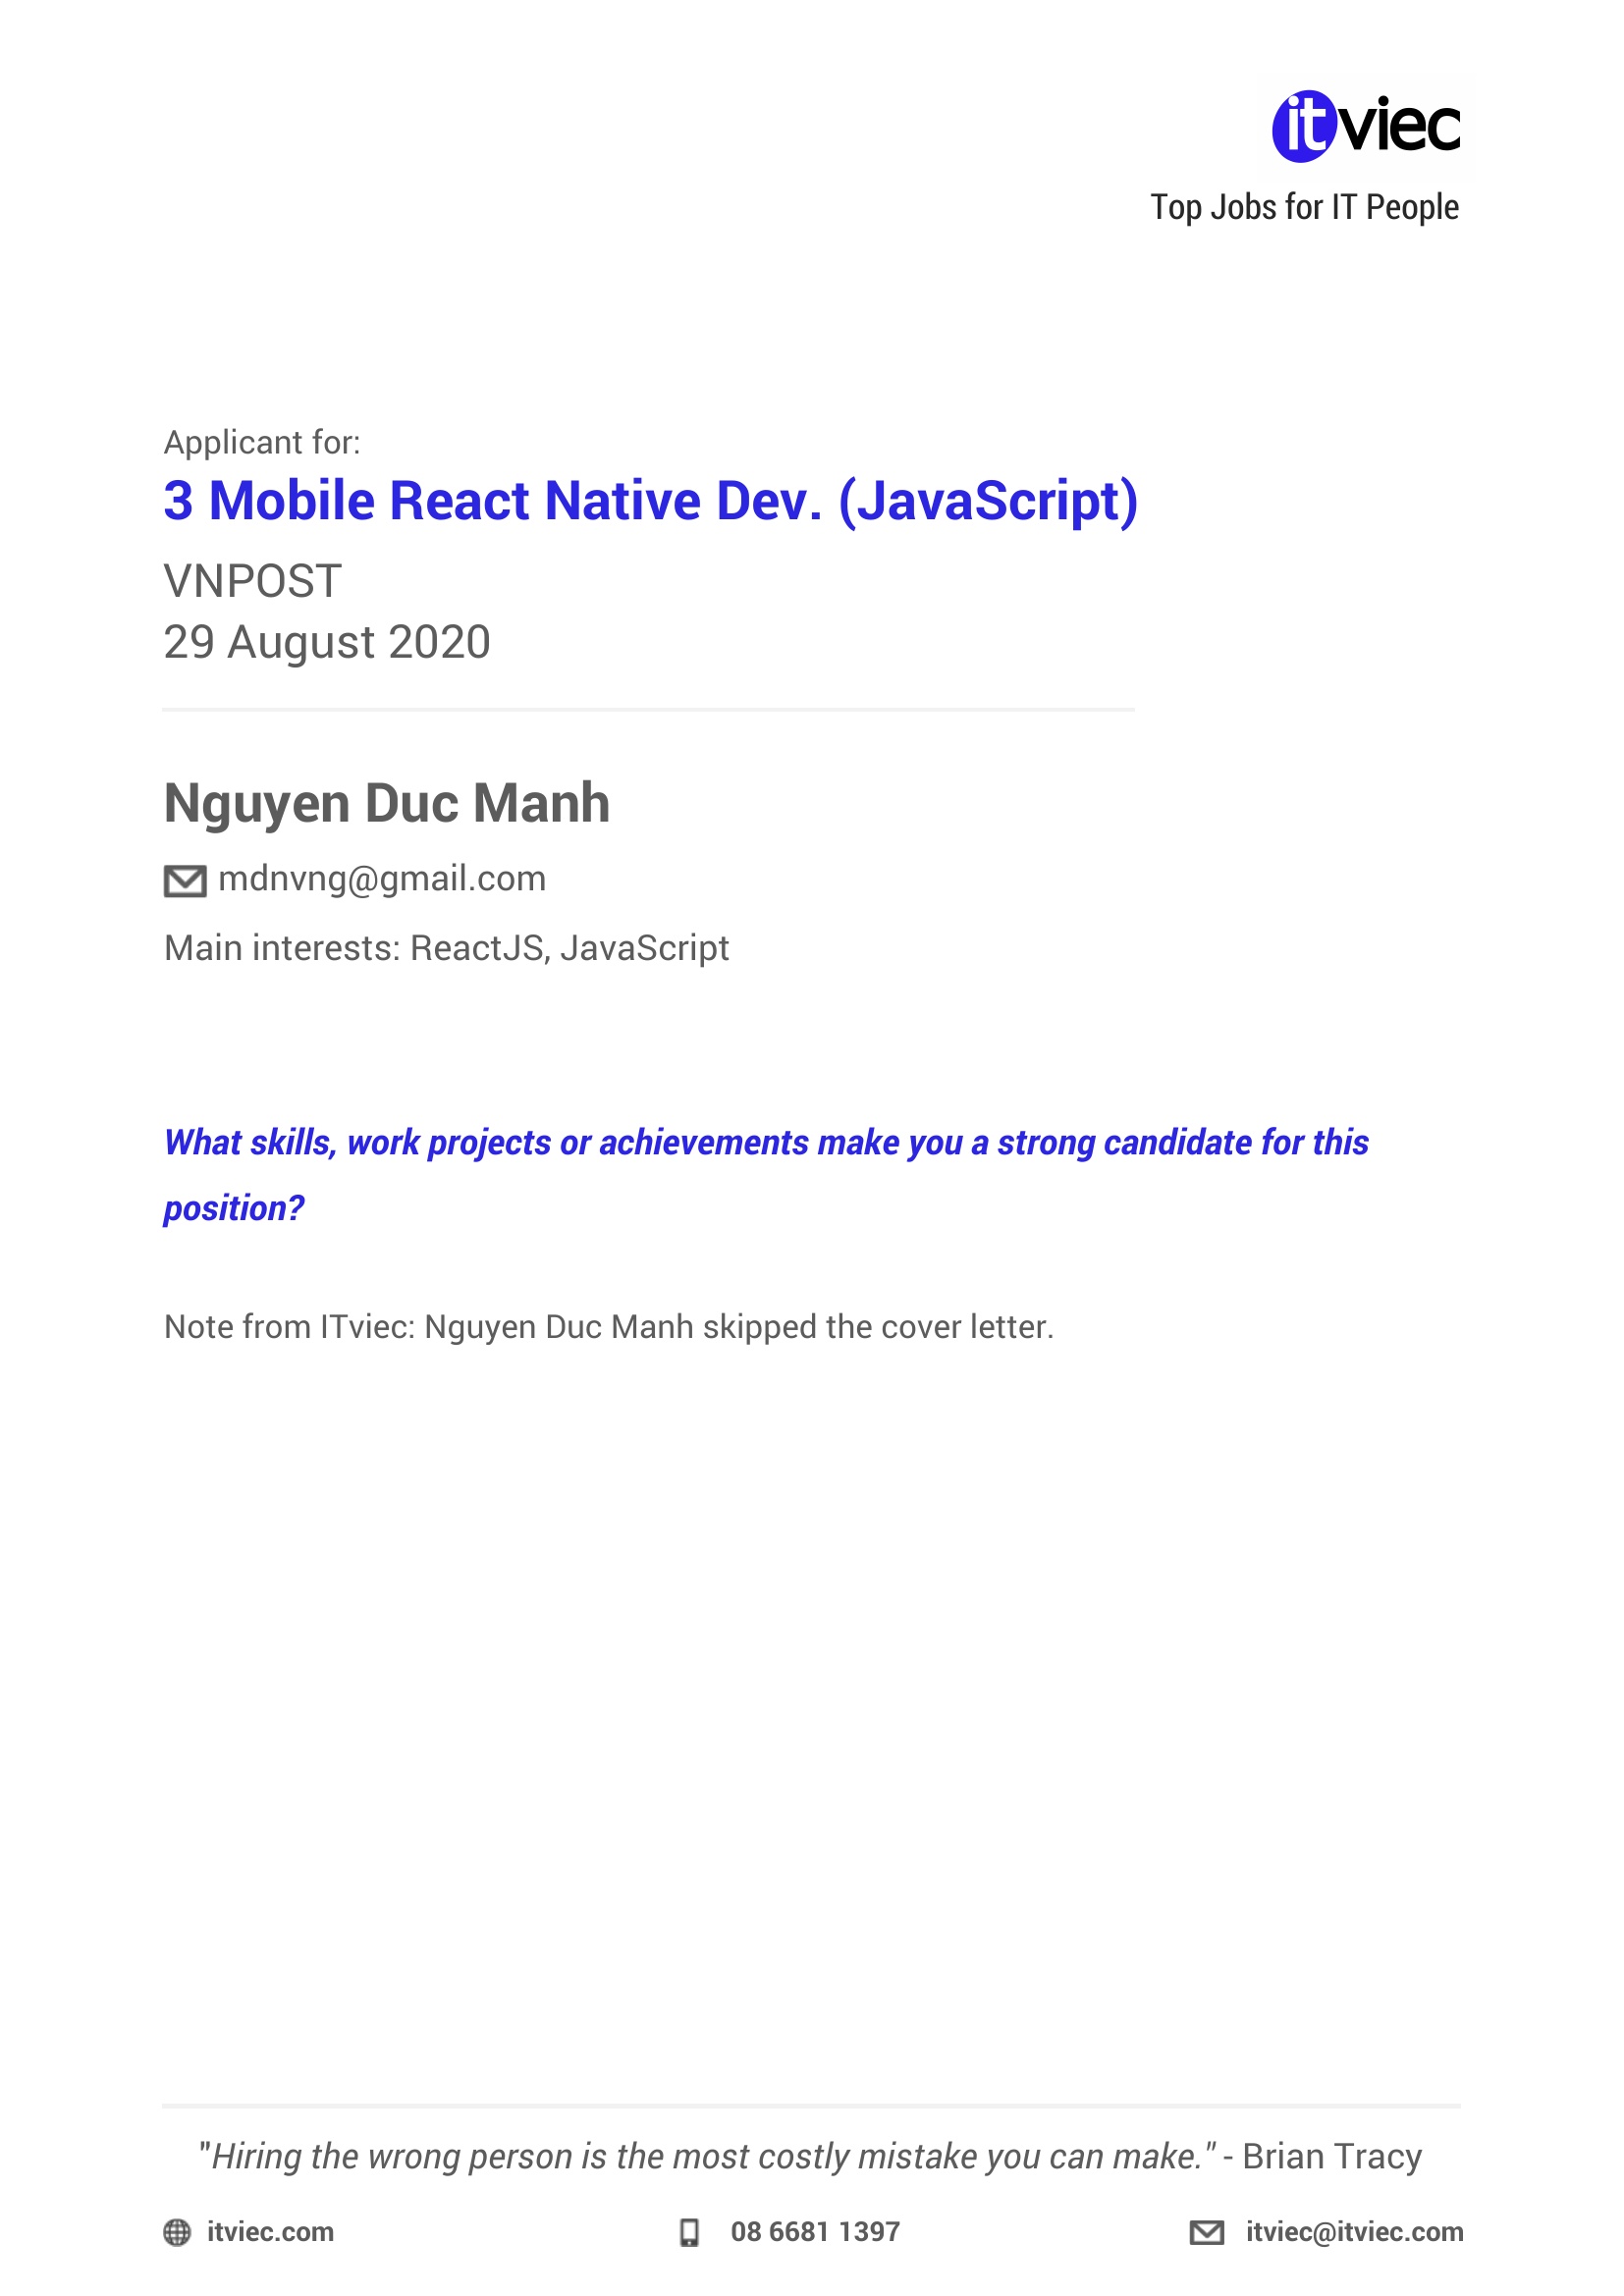 itviec
Top Jobs for IT People
Applicant for:
3 Mobile React Native Dev. (JavaScript)
VNPOST
29 August 2020
Nguyen Duc Manh
mdnvng@gmail.com
Main interests: ReactJS, JavaScript
What skills, work projects or achievements make you a strong candidate for this
position?
Note from ITviec: Nguyen Duc Manh skipped the cover letter.
"Hiring the wrong person is the most costly mistake you can make." - Brian Tracy
itviec.com 08 6681 1397 itviec@itviec.com